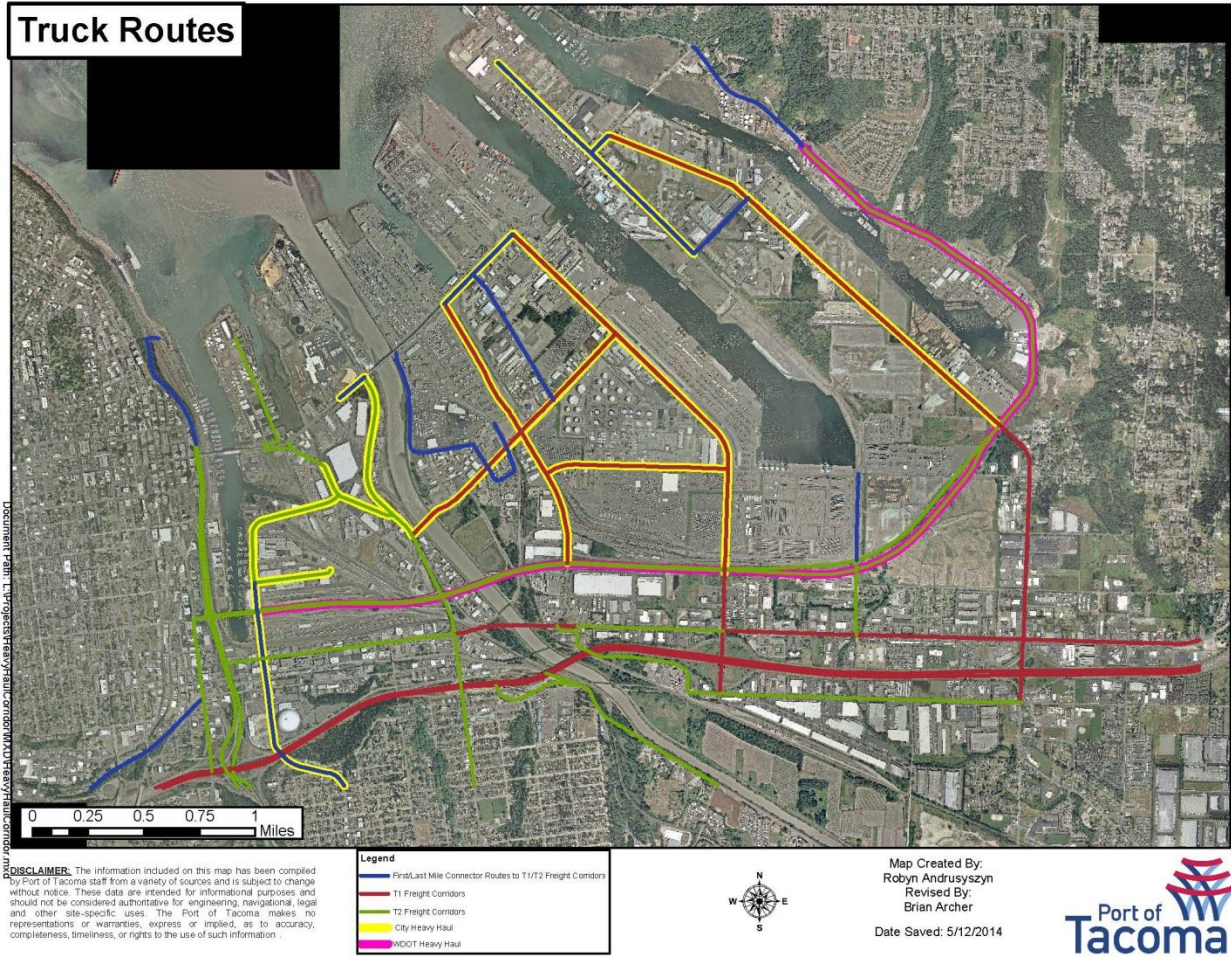 Truck Routes
Document Path: L:\Projects\HeavyHaulCorridor\MXD\HeavyHaulCorridor.mxd
0 0.25 0.5 0.75 1
Miles
DISCLAIMER: The information included on this map has been compiled
by Port of Tacoma staff from a variety of sources and is subject to change
without notice. These data are intended for informational purposes and
should not be considered authoritative for engineering, navigational, legal
and other site-specific uses. The Port of Tacoma makes no
representations or warranties, express or implied, as to accuracy,
completeness, timeliness, or rights to the use of such information .
Legend
First/Last Mile Connector Routes to T1/T2 Freight Corridors
T1 Freight Corridors
T2 Freight Corridors
City Heavy Haul
WDOT Heavy Haul
N
W E
S
Map Created By:
Robyn Andrusyszyn
Revised By:
Brian Archer
Date Saved: 5/12/2014
Port of
Tacoma